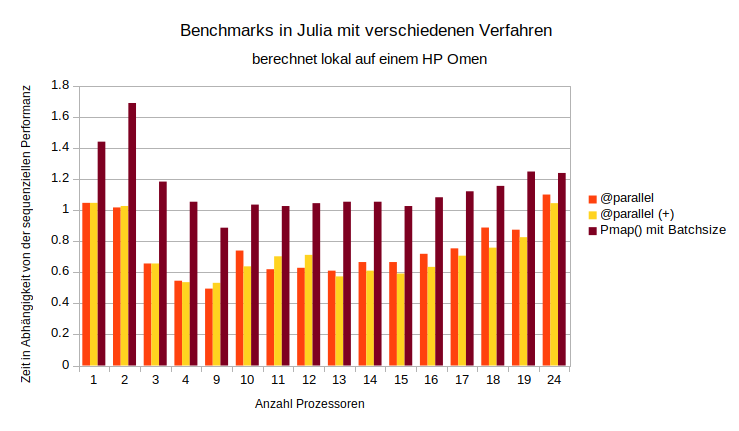 Benchmarks in Julia mit verschiedenen Verfahren
berechnet lokal auf einem HP Omen
Zeit in Abhängigkeit von der sequenziellen Performanz
1.8
1.6
1.4
1.2
1
0.8
0.6
0.4
0.2
0
1 2 3 4 9 10 11 12 13 14 15 16 17 18 19 24
Anzahl Prozessoren
@parallel
@parallel (+)
Pmap() mit Batchsize